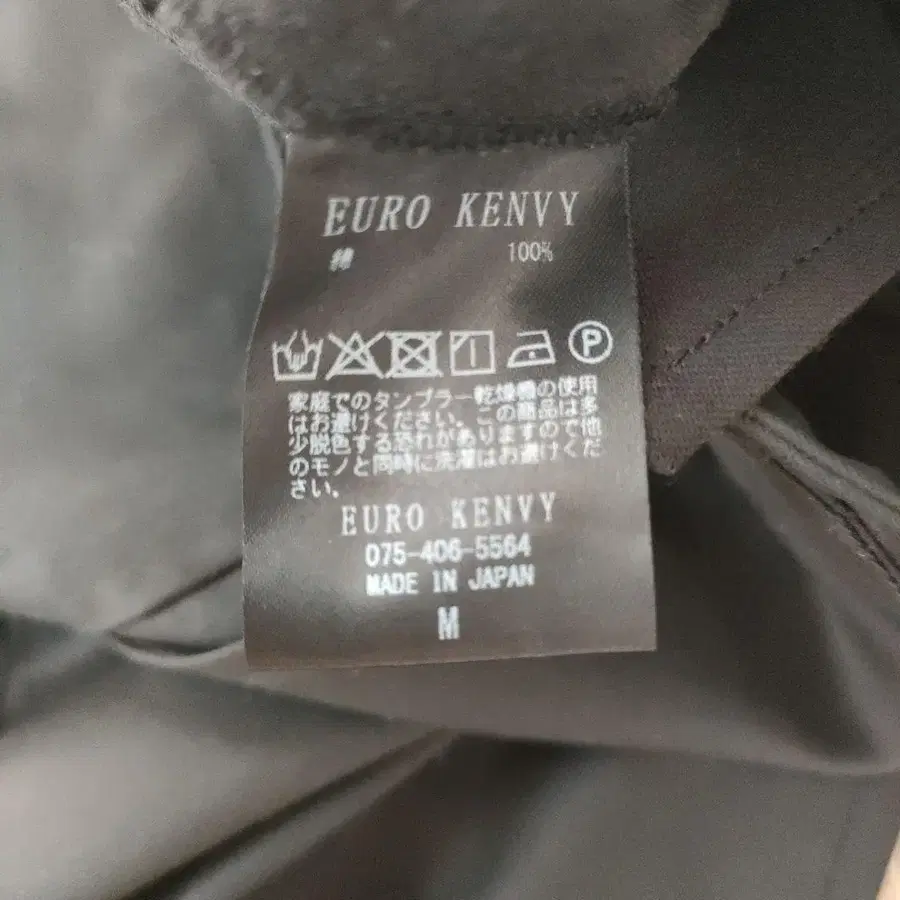 EURO KENVY
綿 100%
P
家庭でのタンブラー乾燥機の使用
はお避けください。この商品は多
少脱色する恐れがありますので他
のモノと同時に洗濯はお避けくだ
さい。
EURO KENVY
075-406-5564
MADE IN JAPAN
M